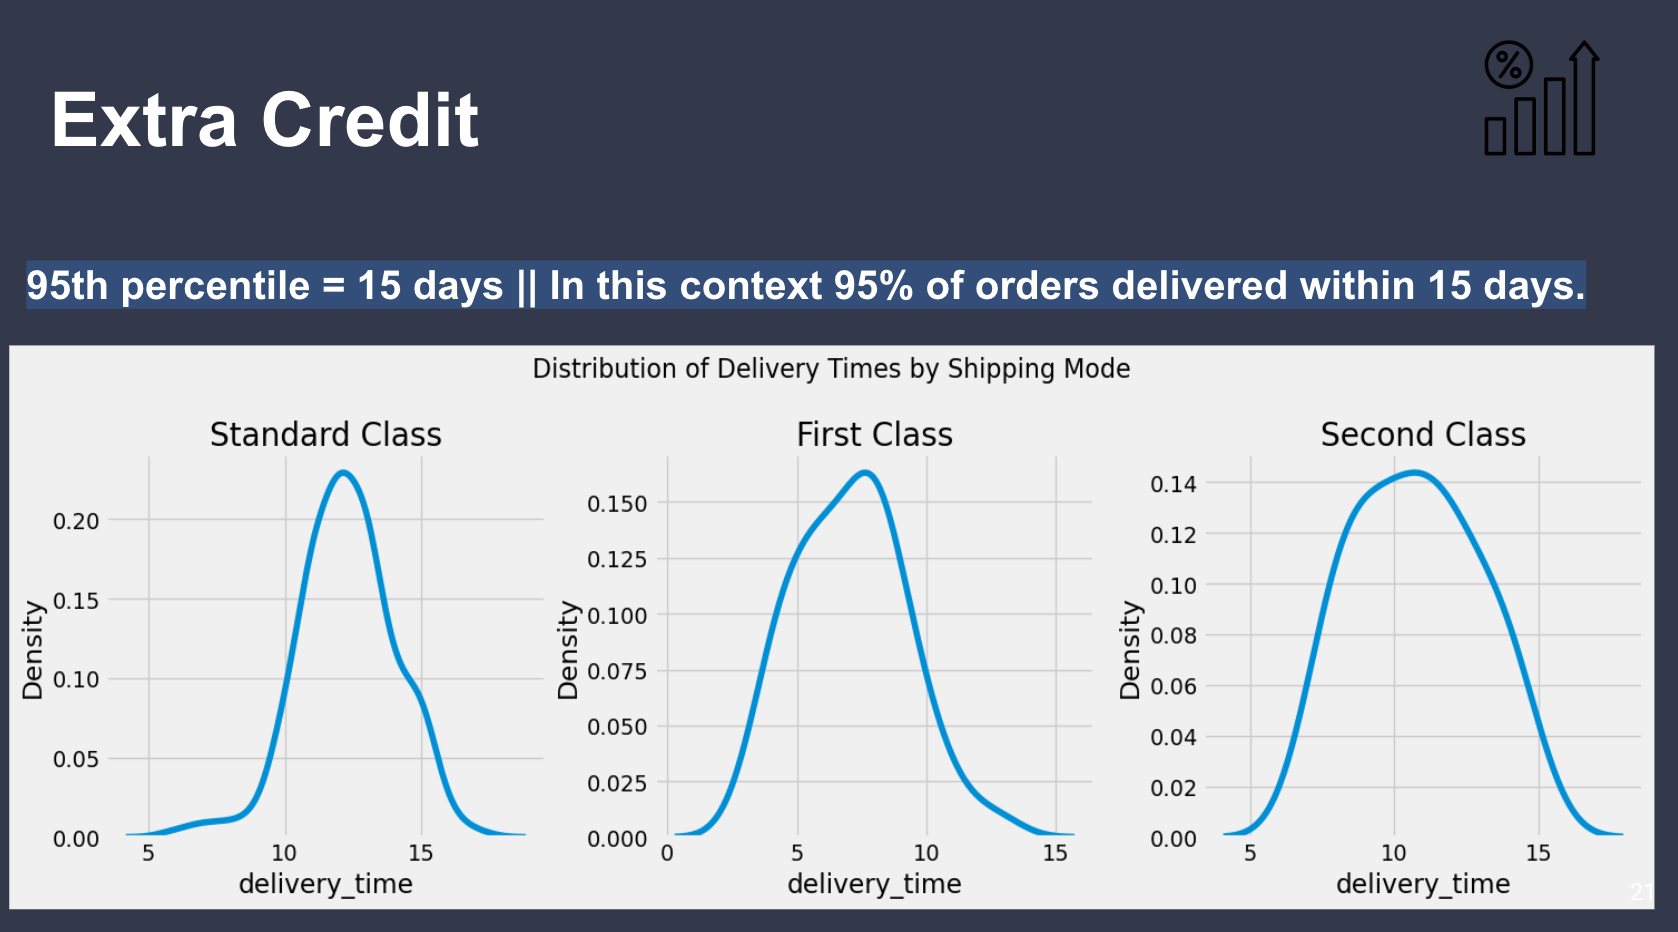 %
Extra Credit
95th percentile = 15 days || In this context 95% of orders delivered within 15 days.
Distribution of Delivery Times by Shipping Mode
Standard Class
Density
0.20
0.15
0.10
0.05
0.00
5 10 15
delivery_time
First Class
Density
0.150
0.125
0.100
0.075
0.050
0.025
0.000
0 5 10 15
delivery_time
Second Class
Density
0.14
0.12
0.10
0.08
0.06
0.04
0.02
0.00
5 10 15
delivery_time
21